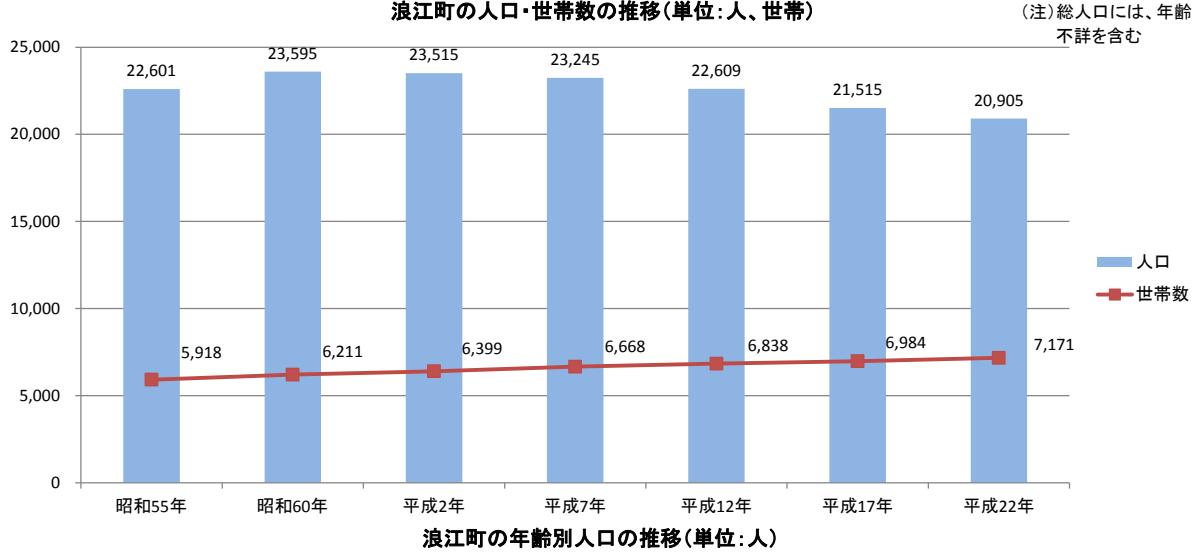 浪江町の人口・世帯数の推移(単位:人、世帯)
(注)総人口には、年齢
不詳を含む
25,000
20,000
15,000
10,000
5,000
0
22,601
23,595
23,515
23,245
22,609
21,515
20,905
5,918
6,211
6,399
6,668
6,838
6,984
7,171
人口
世帯数
昭和55年
昭和60年
平成2年
平成7年
平成12年
平成17年
平成22年
浪江町の年齢別人口の推移(単位:人)